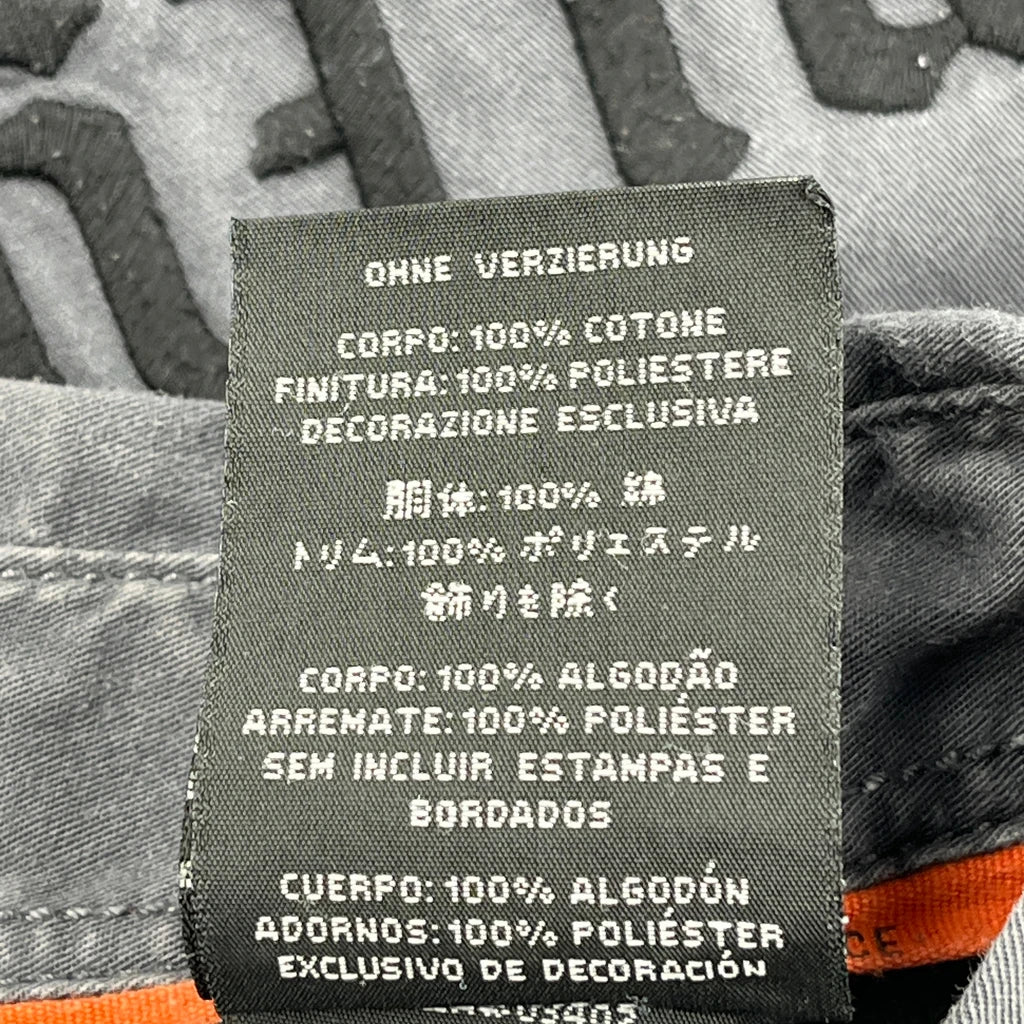 OHNE VERZIERUNG
CORPO: 100% COTONE
FINITURA: 100% POLIESTERE
DECORAZIONE ESCLUSIVA
胴体: 100% 綿
トリム: 100% ポリエステル
飾りを除く
CORPO: 100% ALGODÃO
ARREMATE: 100% POLIÉSTER
SEM INCLUIR ESTAMPAS E
BORDADOS
CUERPO: 100% ALGODÓN
ADORNOS: 100% POLIÉSTER
EXCLUSIVO DE DECORACIÓN